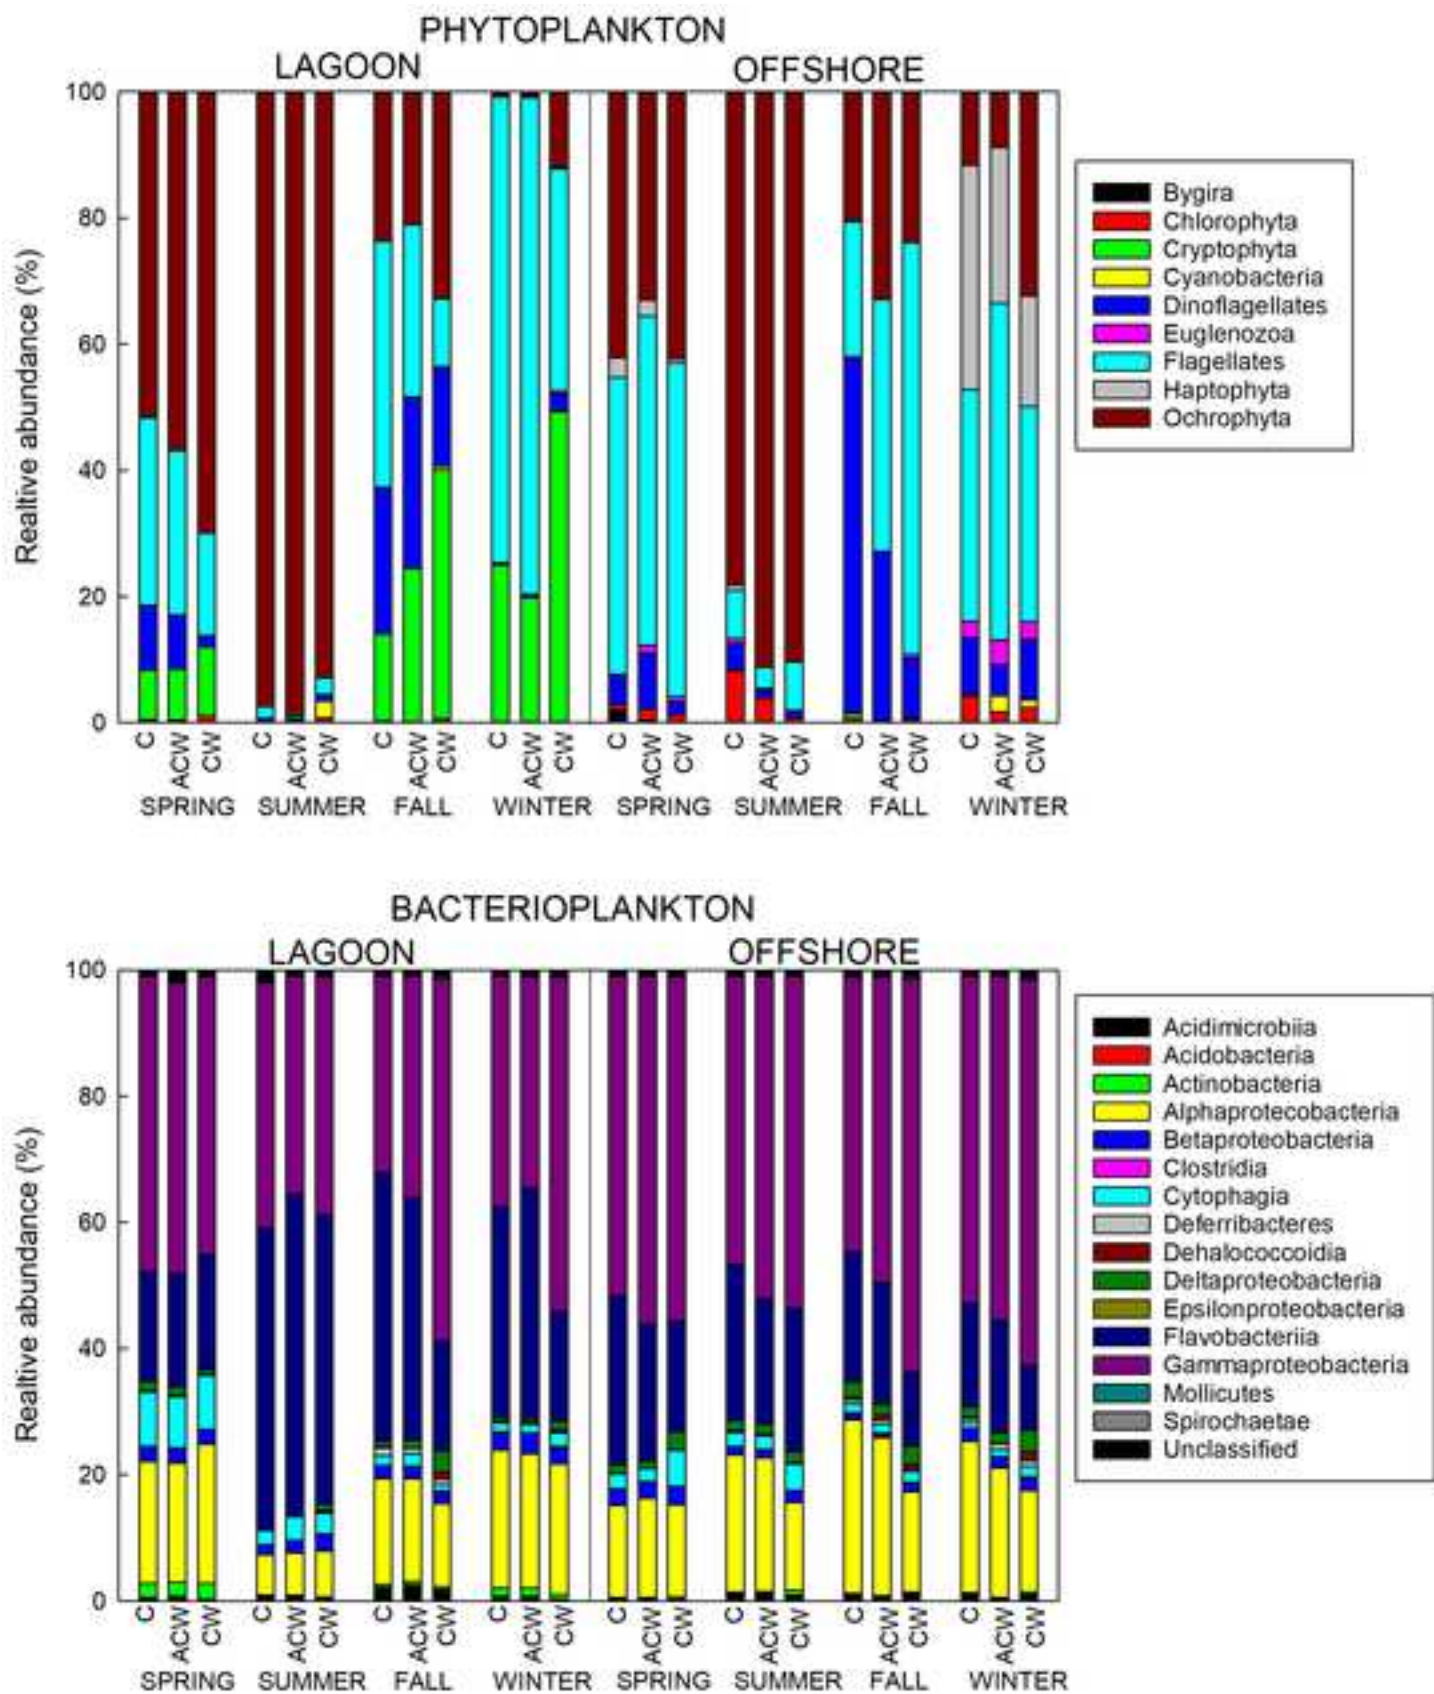 PHYTOPLANKTON
LAGOON OFFSHORE
Realtive abundance (%)
100
80
60
40
20
0
C ACW CW C ACW CW C ACW CW C ACW CW C ACW CW C ACW CW C ACW CW C ACW CW
SPRING SUMMER FALL WINTER SPRING SUMMER FALL WINTER
Bygira
Chlorophyta
Cryptophyta
Cyanobacteria
Dinoflagellates
Euglenozoa
Flagellates
Haptophyta
Ochrophyta
BACTERIOPLANKTON
LAGOON OFFSHORE
Realtive abundance (%)
100
80
60
40
20
0
C ACW CW C ACW CW C ACW CW C ACW CW C ACW CW C ACW CW C ACW CW C ACW CW
SPRING SUMMER FALL WINTER SPRING SUMMER FALL WINTER
Acidimicrobiia
Acidobacteria
Actinobacteria
Alphaprotecobacteria
Betaproteobacteria
Clostridia
Cytophagia
Deferribacteres
Dehalococcoidia
Deltaproteobacteria
Epsilonproteobacteria
Flavobacteriia
Gammaproteobacteria
Mollicutes
Spirochaetae
Unclassified